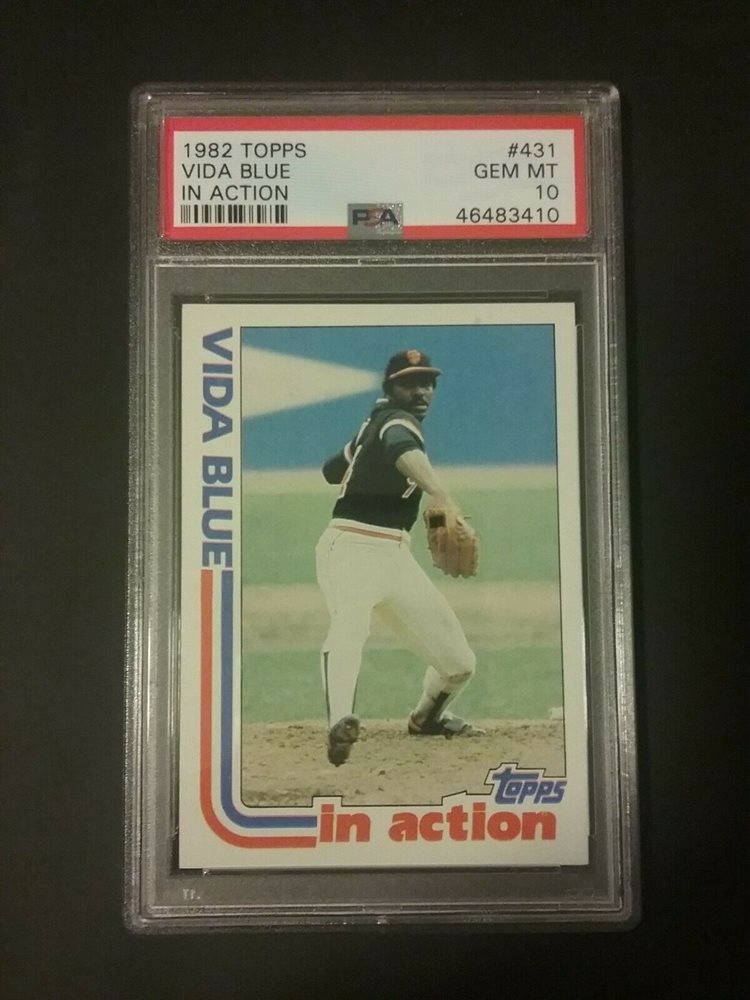 1982 TOPPS #431
VIDA BLUE GEM MT
IN ACTION 10
PSA 46483410
VIDA BLUE
topps
in action